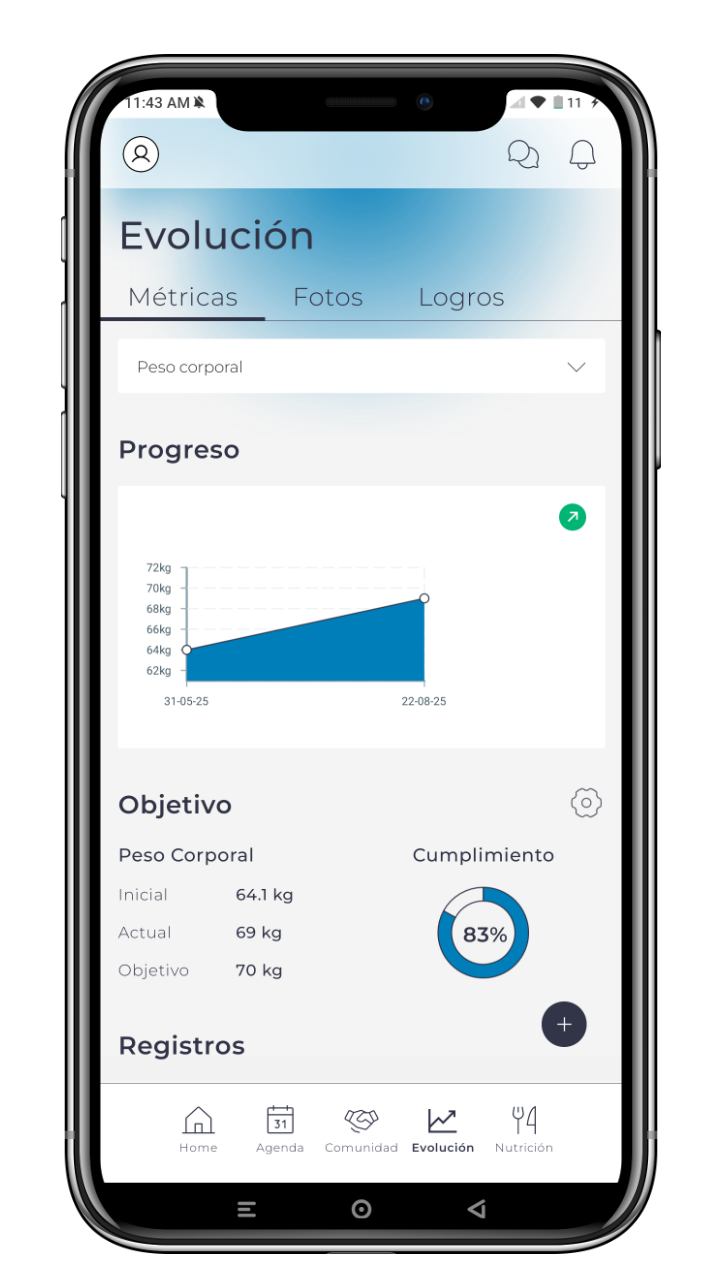 11:43 AM 11
Evolución
Métricas Fotos Logros
Peso corporal
Progreso
72kg
70kg
68kg
66kg
64kg
62kg
31-05-25 22-08-25
Objetivo
Peso Corporal Cumplimiento
Inicial 64.1 kg
Actual 69 kg
83%
Objetivo 70 kg
+
Registros
31
Home Agenda Comunidad Evolución Nutrición